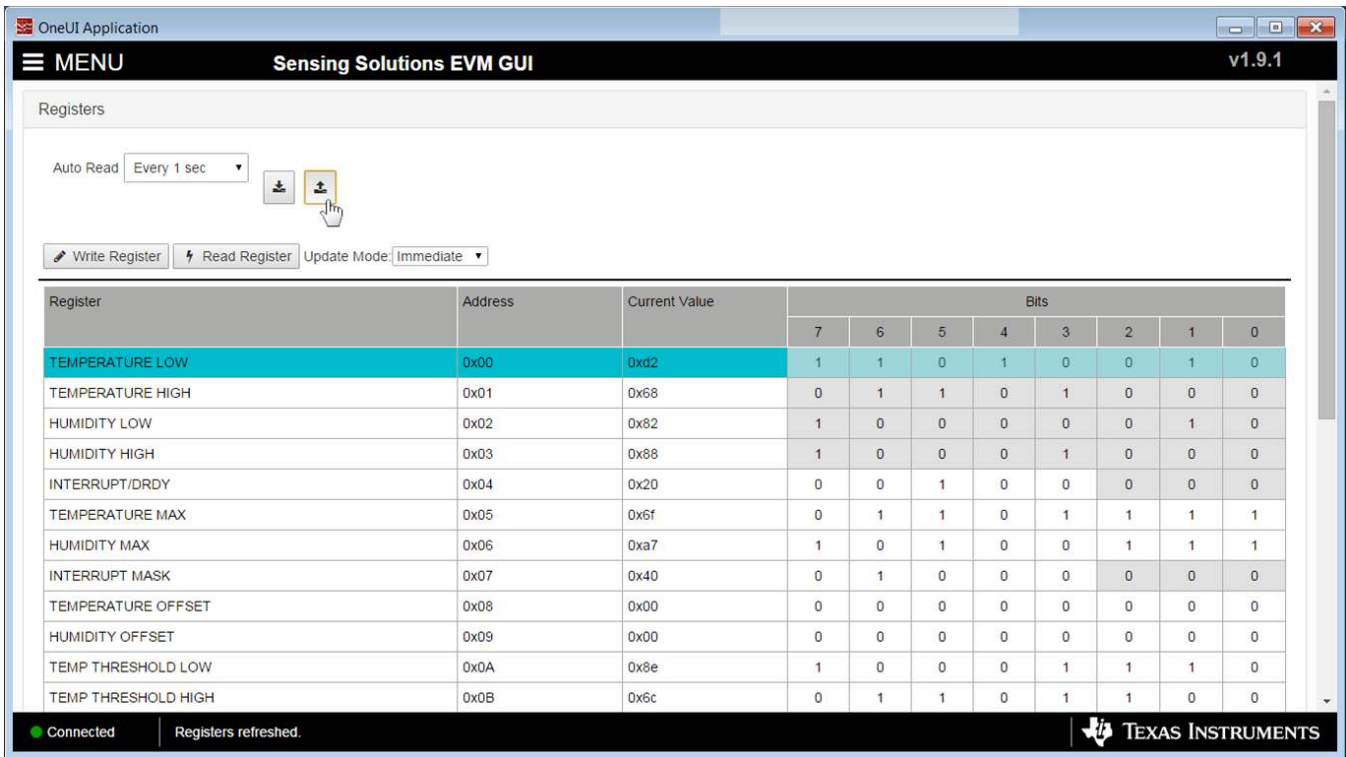 OneUI Application
MENU Sensing Solutions EVM GUI v1.9.1
Registers
Auto Read Every 1 sec
Write Register Read Register Update Mode: Immediate
Register Address Current Value Bits
7 6 5 4 3 2 1 0
TEMPERATURE LOW 0x00 0xd2 1 1 0 1 0 0 1 0
TEMPERATURE HIGH 0x01 0x68 0 1 1 0 1 0 0 0
HUMIDITY LOW 0x02 0x82 1 0 0 0 0 0 1 0
HUMIDITY HIGH 0x03 0x88 1 0 0 0 1 0 0 0
INTERRUPT/DRDY 0x04 0x20 0 0 1 0 0 0 0 0
TEMPERATURE MAX 0x05 0x6f 0 1 1 0 1 1 1 1
HUMIDITY MAX 0x06 0xa7 1 0 1 0 0 1 1 1
INTERRUPT MASK 0x07 0x40 0 1 0 0 0 0 0 0
TEMPERATURE OFFSET 0x08 0x00 0 0 0 0 0 0 0 0
HUMIDITY OFFSET 0x09 0x00 0 0 0 0 0 0 0 0
TEMP THRESHOLD LOW 0x0A 0x8e 1 0 0 0 1 1 1 0
TEMP THRESHOLD HIGH 0x0B 0x6c 0 1 1 0 1 1 0 0
Connected Registers refreshed. TEXAS INSTRUMENTS